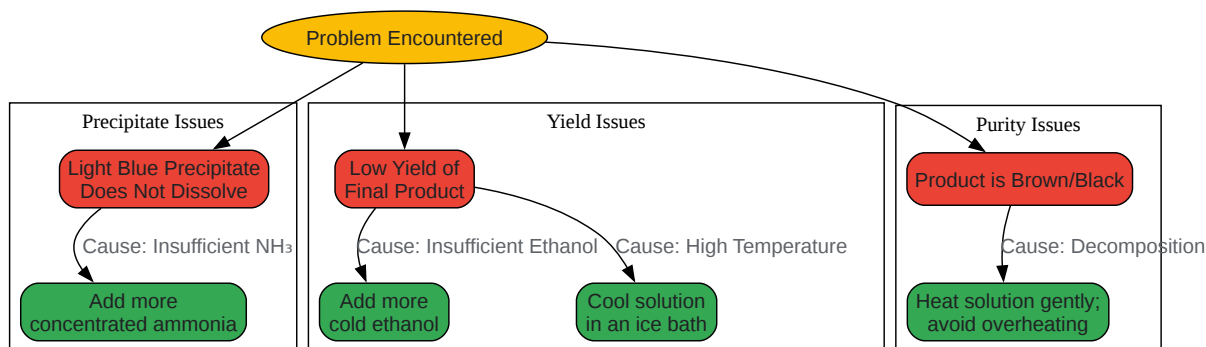 Problem Encountered
Precipitate Issues
Light Blue Precipitate
Does Not Dissolve
Cause: Insufficient NH₃
Add more
concentrated ammonia
Yield Issues
Low Yield of
Final Product
Cause: Insufficient Ethanol
Cause: High Temperature
Add more
cold ethanol
Cool solution
in an ice bath
Purity Issues
Product is Brown/Black
Cause: Decomposition
Heat solution gently;
avoid overheating